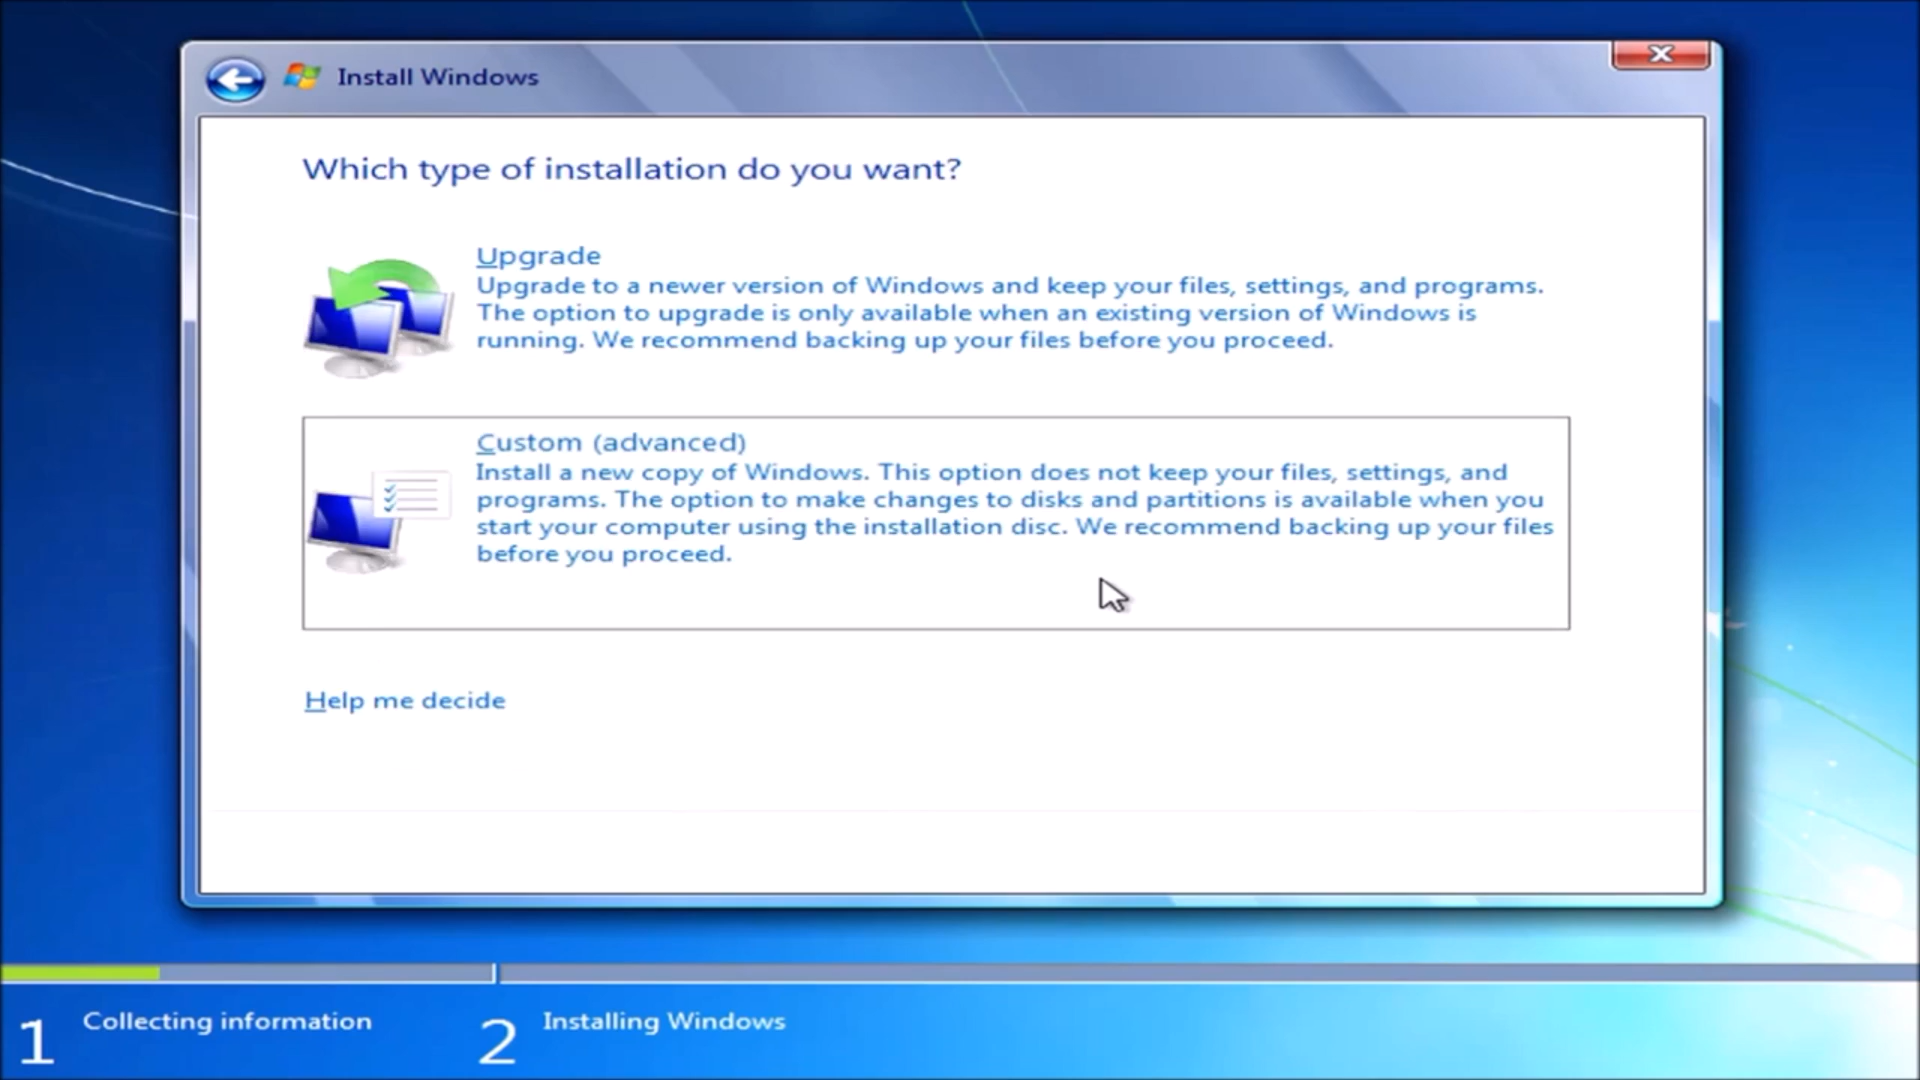 Install Windows
Which type of installation do you want?
Upgrade
Upgrade to a newer version of Windows and keep your files, settings, and programs.
The option to upgrade is only available when an existing version of Windows is
running. We recommend backing up your files before you proceed.
Custom (advanced)
Install a new copy of Windows. This option does not keep your files, settings, and
programs. The option to make changes to disks and partitions is available when you
start your computer using the installation disc. We recommend backing up your files
before you proceed.
Help me decide
1 Collecting information
2 Installing Windows